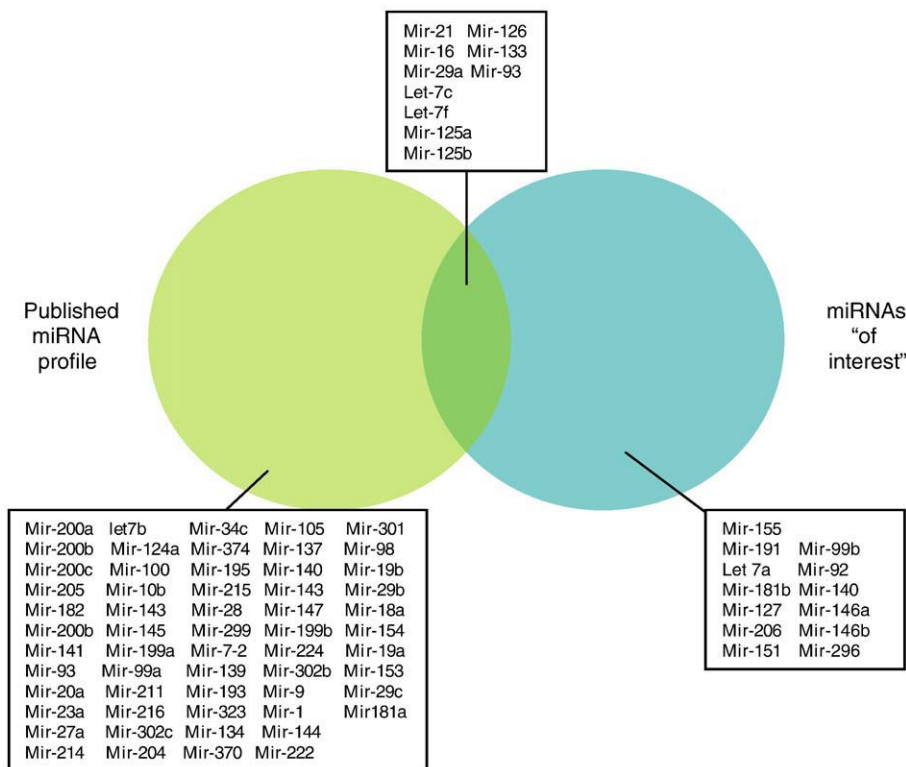 Mir-21 Mir-126
Mir-16 Mir-133
Mir-29a Mir-93
Let-7c
Let-7f
Mir-125a
Mir-125b
Published
miRNA
profile
miRNAs
“of
interest”
Mir-200a let7b Mir-34c Mir-105 Mir-301
Mir-200b Mir-124a Mir-374 Mir-137 Mir-98
Mir-200c Mir-100 Mir-195 Mir-140 Mir-19b
Mir-205 Mir-10b Mir-215 Mir-143 Mir-29b
Mir-182 Mir-143 Mir-28 Mir-147 Mir-18a
Mir-200b Mir-145 Mir-299 Mir-199b Mir-154
Mir-141 Mir-199a Mir-7-2 Mir-224 Mir-19a
Mir-93 Mir-99a Mir-139 Mir-302b Mir-153
Mir-20a Mir-211 Mir-193 Mir-9 Mir-29c
Mir-23a Mir-216 Mir-323 Mir-1 Mir181a
Mir-27a Mir-302c Mir-134 Mir-144
Mir-214 Mir-204 Mir-370 Mir-222
Mir-155
Mir-191 Mir-99b
Let 7a Mir-92
Mir-181b Mir-140
Mir-127 Mir-146a
Mir-206 Mir-146b
Mir-151 Mir-296